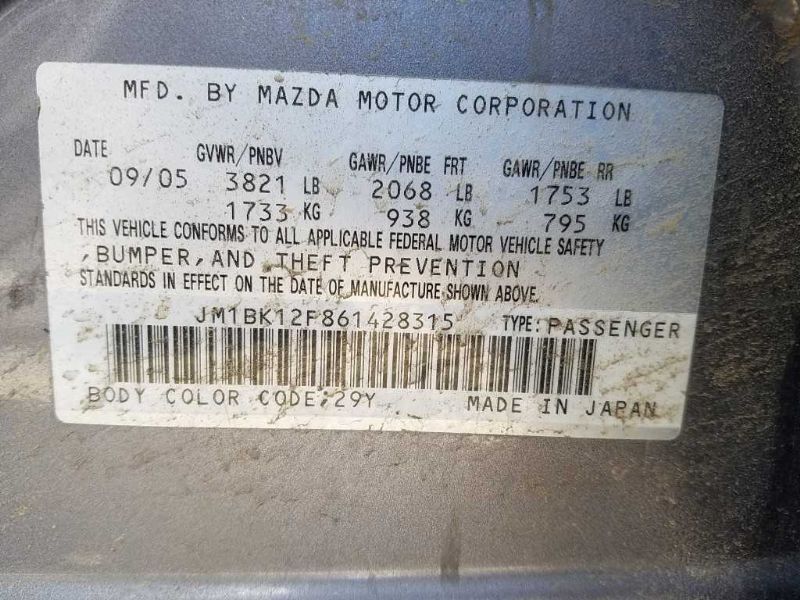 MFD. BY MAZDA MOTOR CORPORATION
DATE GVWR/PNBV GAWR/PNBE FRT GAWR/PNBE RR
09/05 3821 LB 2068 LB 1753 LB
1733 KG 938 KG 795 KG
THIS VEHICLE CONFORMS TO ALL APPLICABLE FEDERAL MOTOR VEHICLE SAFETY
,BUMPER,AND THEFT PREVENTION
STANDARDS IN EFFECT ON THE DATE OF MANUFACTURE SHOWN ABOVE.
JM1BK12F861428315 TYPE: PASSENGER
BODY COLOR CODE;29Y MADE IN JAPAN